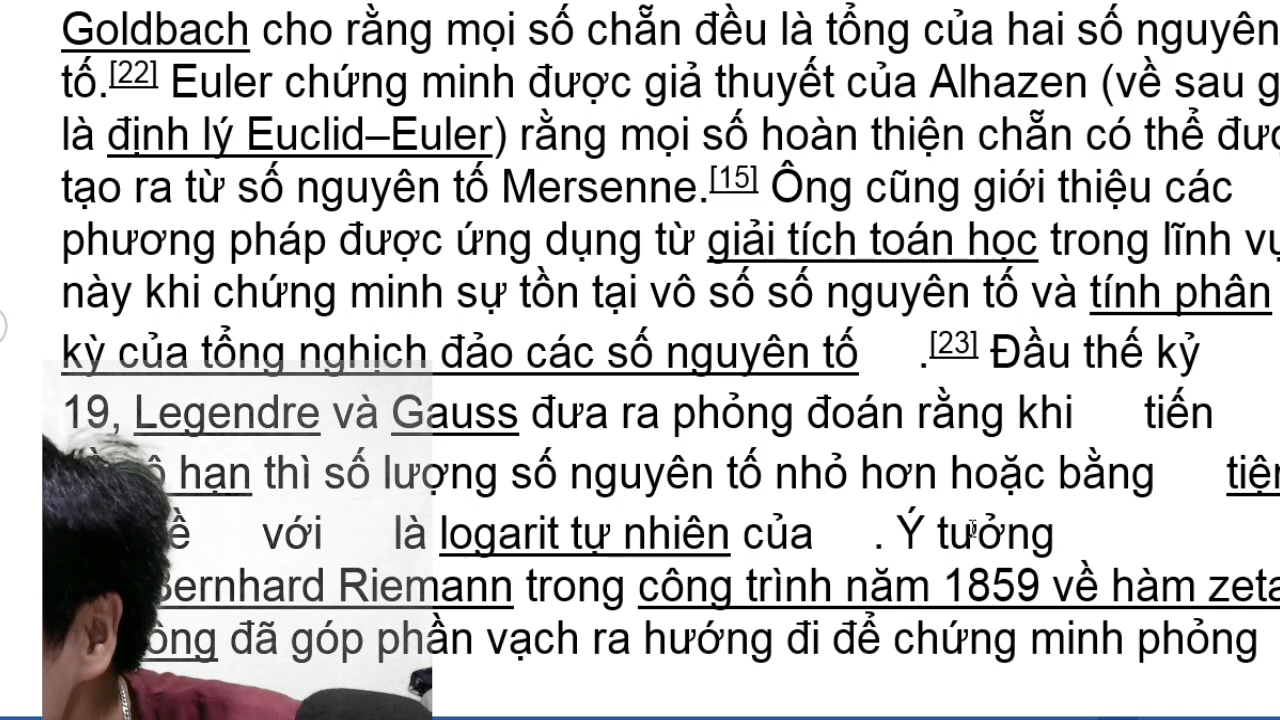 Goldbach cho rằng mọi số chẵn đều là tổng của hai số nguyên
tố.[22] Euler chứng minh được giả thuyết của Alhazen (về sau
là định lý Euclid–Euler) rằng mọi số hoàn thiện chẵn có thể
tạo ra từ số nguyên tố Mersenne.[15] Ông cũng giới thiệu các
phương pháp được ứng dụng từ giải tích toán học trong lĩnh
này khi chứng minh sự tồn tại vô số số nguyên tố và tính phân
kỳ của tổng nghịch đảo các số nguyên tố .[23] Đầu thế kỷ
19, Legendre và Gauss đưa ra phỏng đoán rằng khi tiến
hạn thì số lượng số nguyên tố nhỏ hơn hoặc bằng
với là logarit tự nhiên của . Ý tưởng
Bernhard Riemann trong công trình năm 1859 về hàm zeta
đã góp phần vạch ra hướng đi để chứng minh phỏng